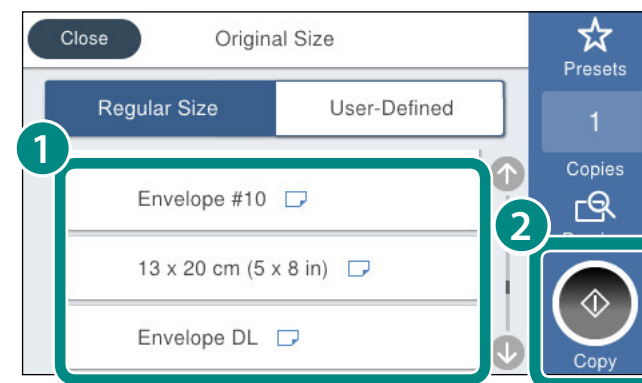 Close
Original Size
Presets
Regular Size
User-Defined
1
1
Copies
Envelope #10
2
13 x 20 cm (5 x 8 in)
Envelope DL
Copy